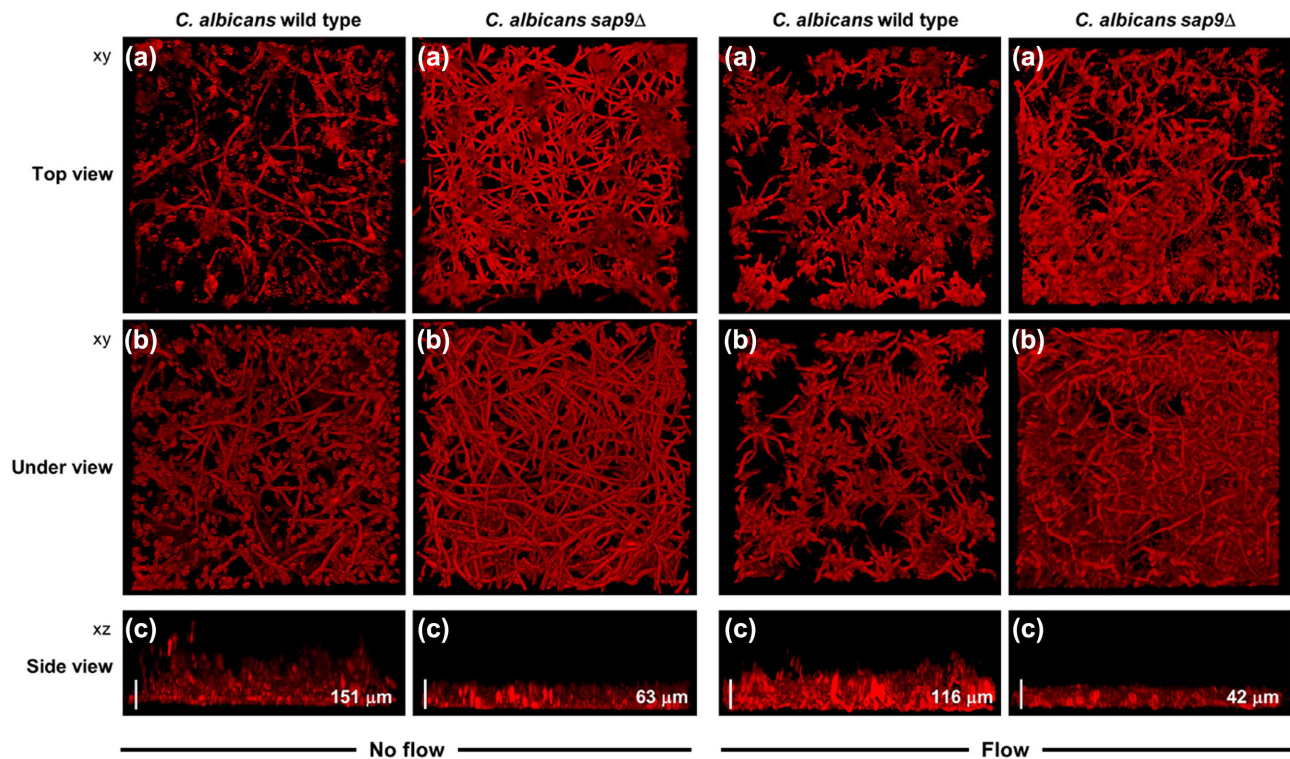 C. albicans wild type C. albicans sap9Δ C. albicans wild type C. albicans sap9Δ
xy (a) (a) (a) (a)
Top view
xy (b) (b) (b) (b)
Under view
xz (c) (c) (c) (c)
Side view
151 μm 63 μm 116 μm 42 μm
No flow Flow